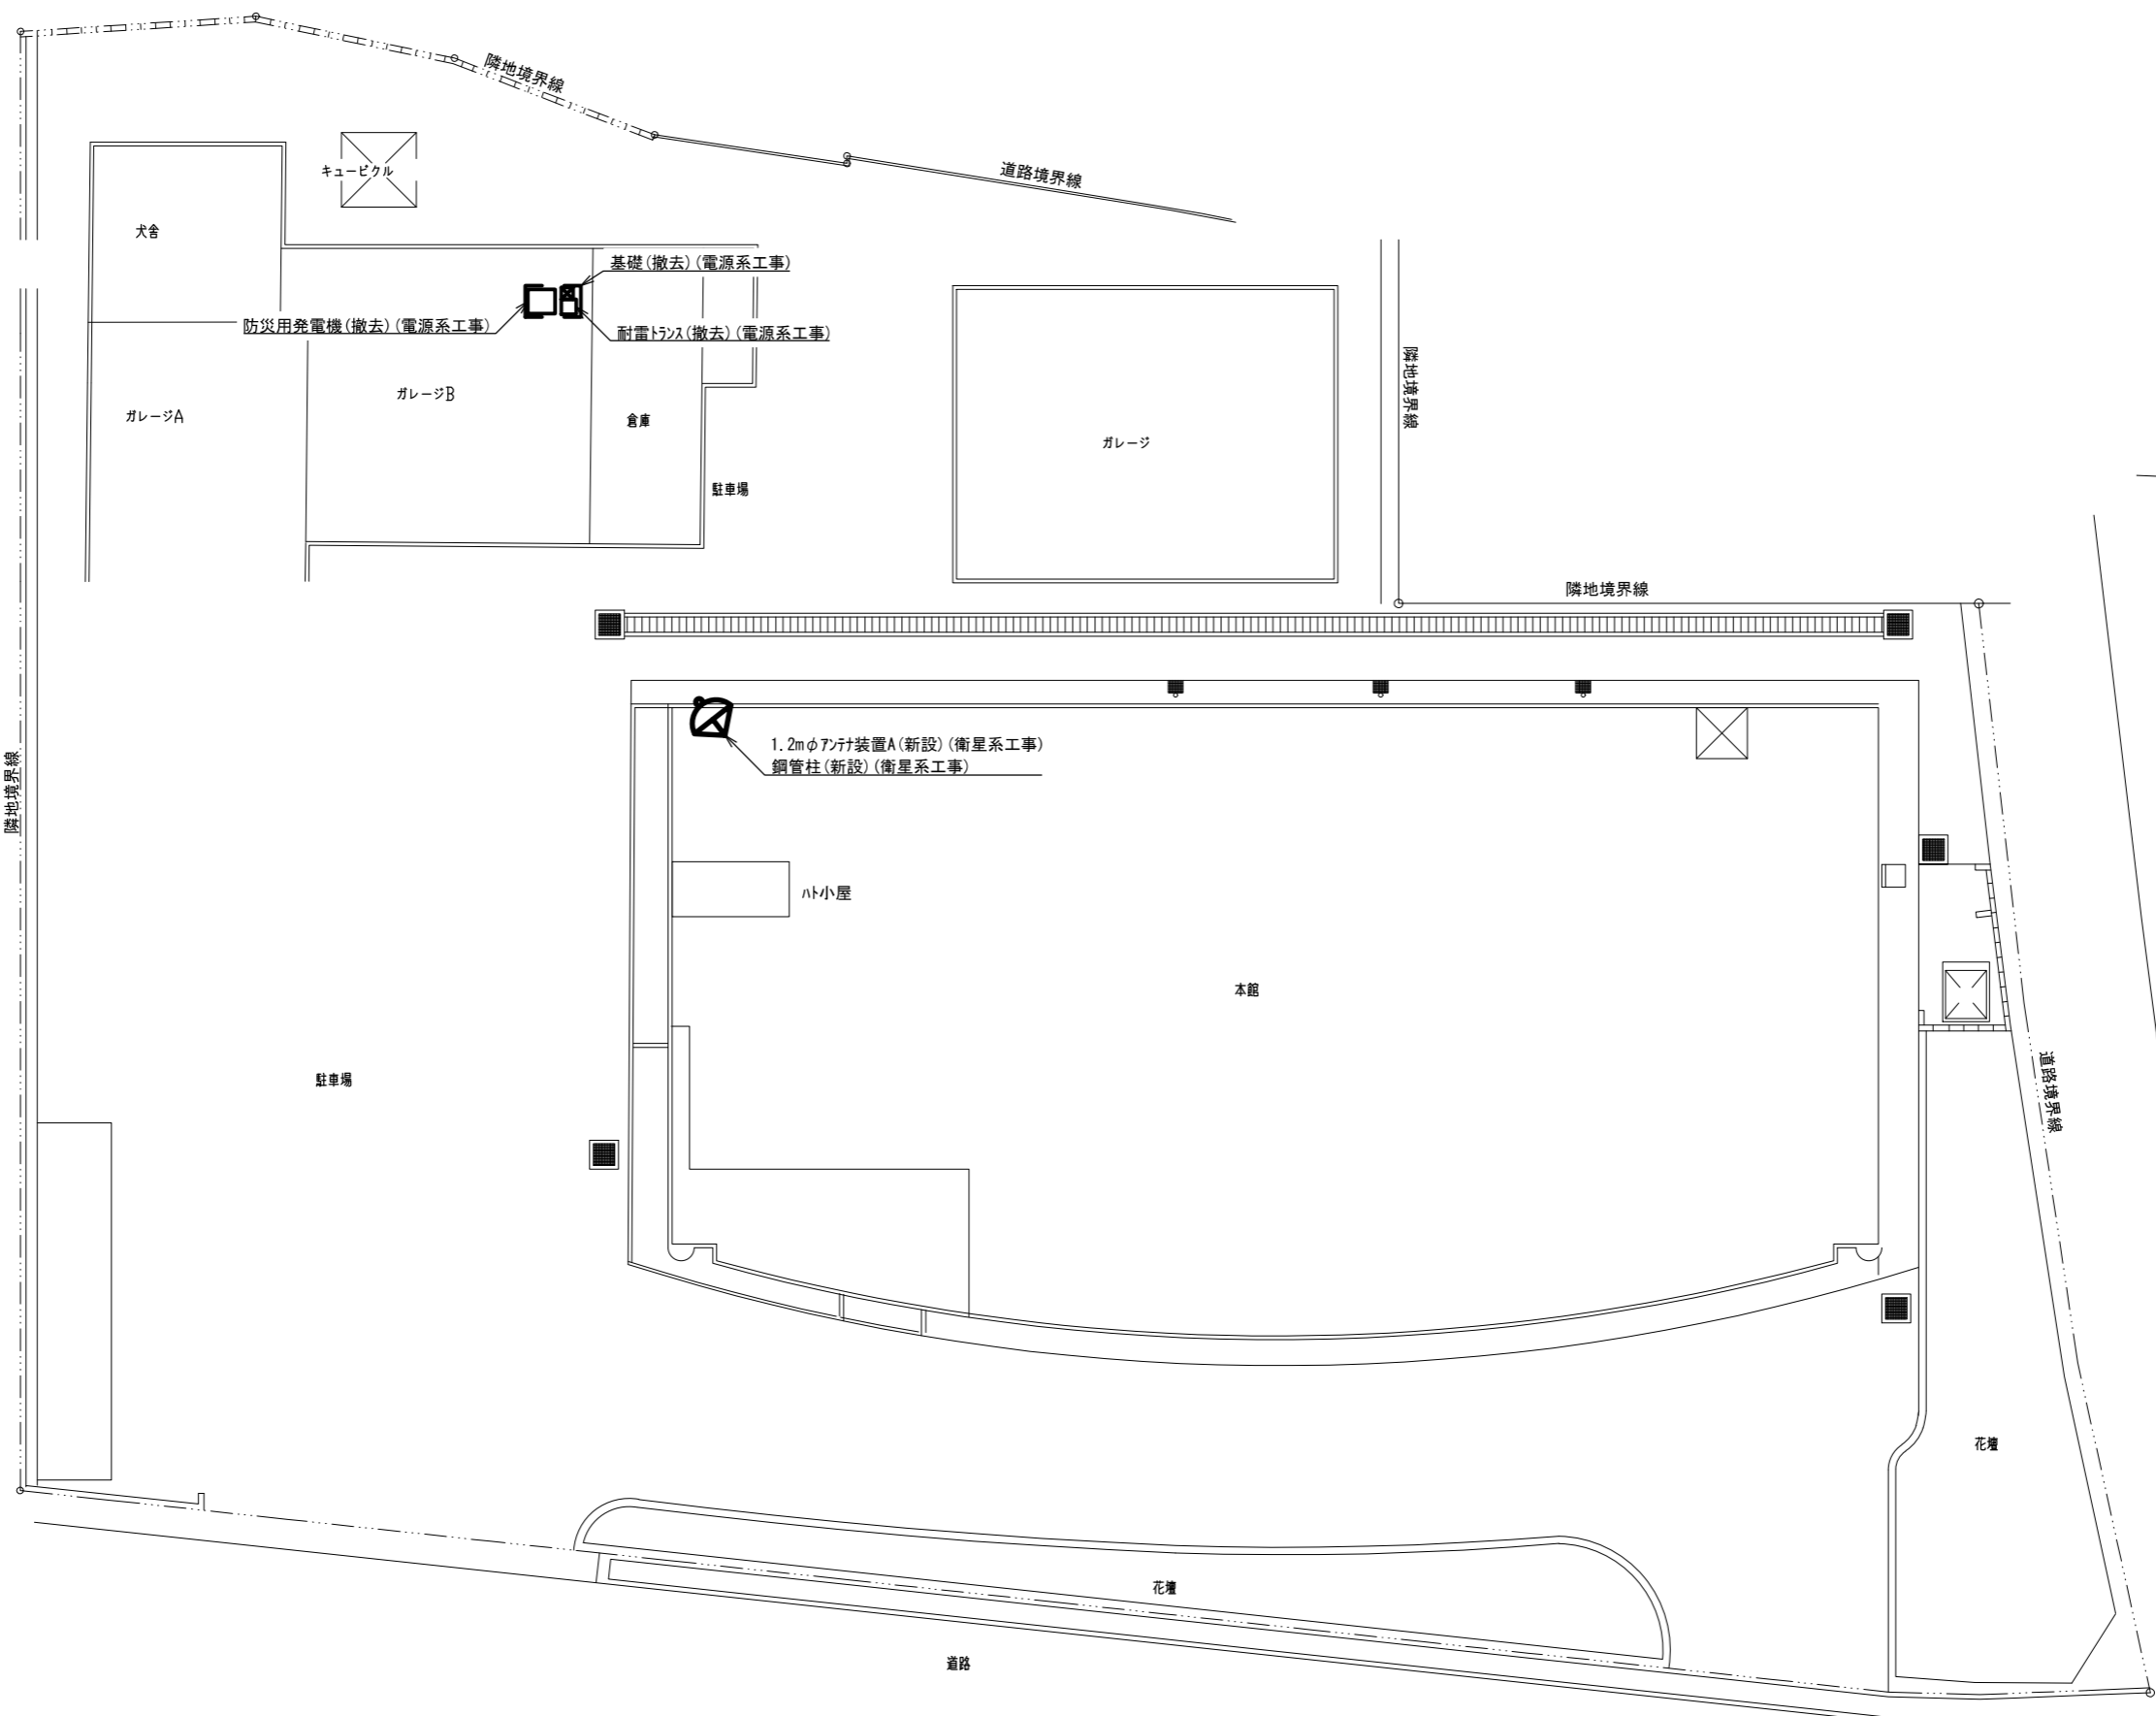 隣地境界線
道路境界線
キュービクル
犬舎
基礎(撤去)(電源系工事)
防災用発電機(撤去)(電源系工事)
耐雷トランス(撤去)(電源系工事)
ガレージA
ガレージB
倉庫
駐車場
ガレージ
隣地境界線
隣地境界線
隣地境界線
1.2mφアンテナ装置A(新設)(衛星系工事)
鋼管柱(新設)(衛星系工事)
ハト小屋
本館
駐車場
道路境界線
花壇
花壇
道路